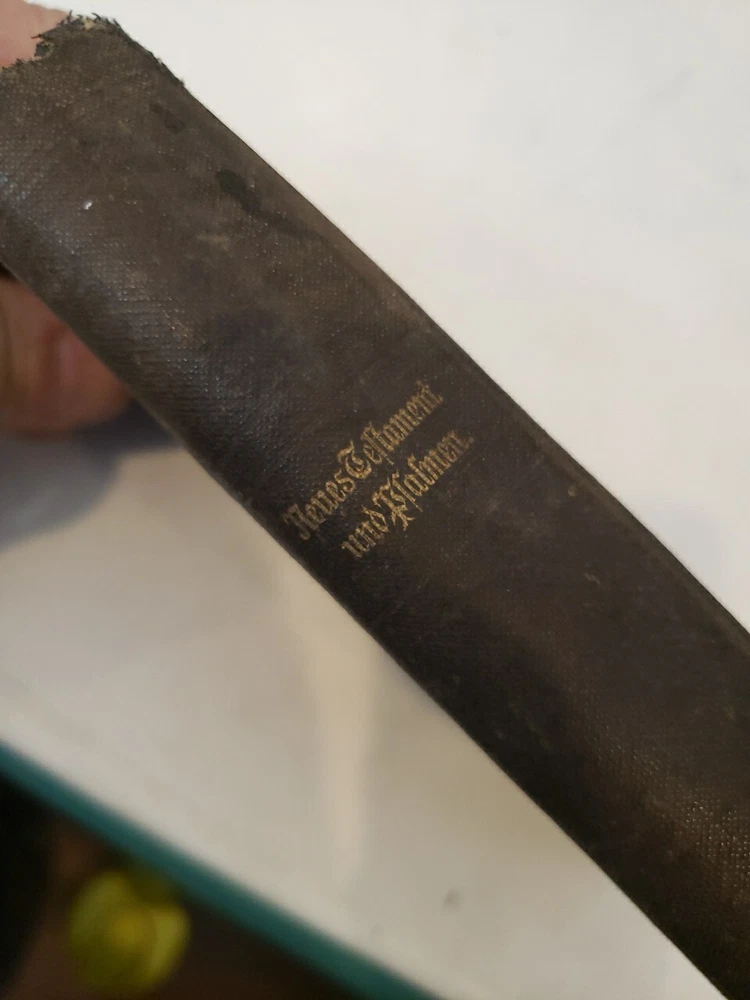 Neues Testament
und Psalmen.